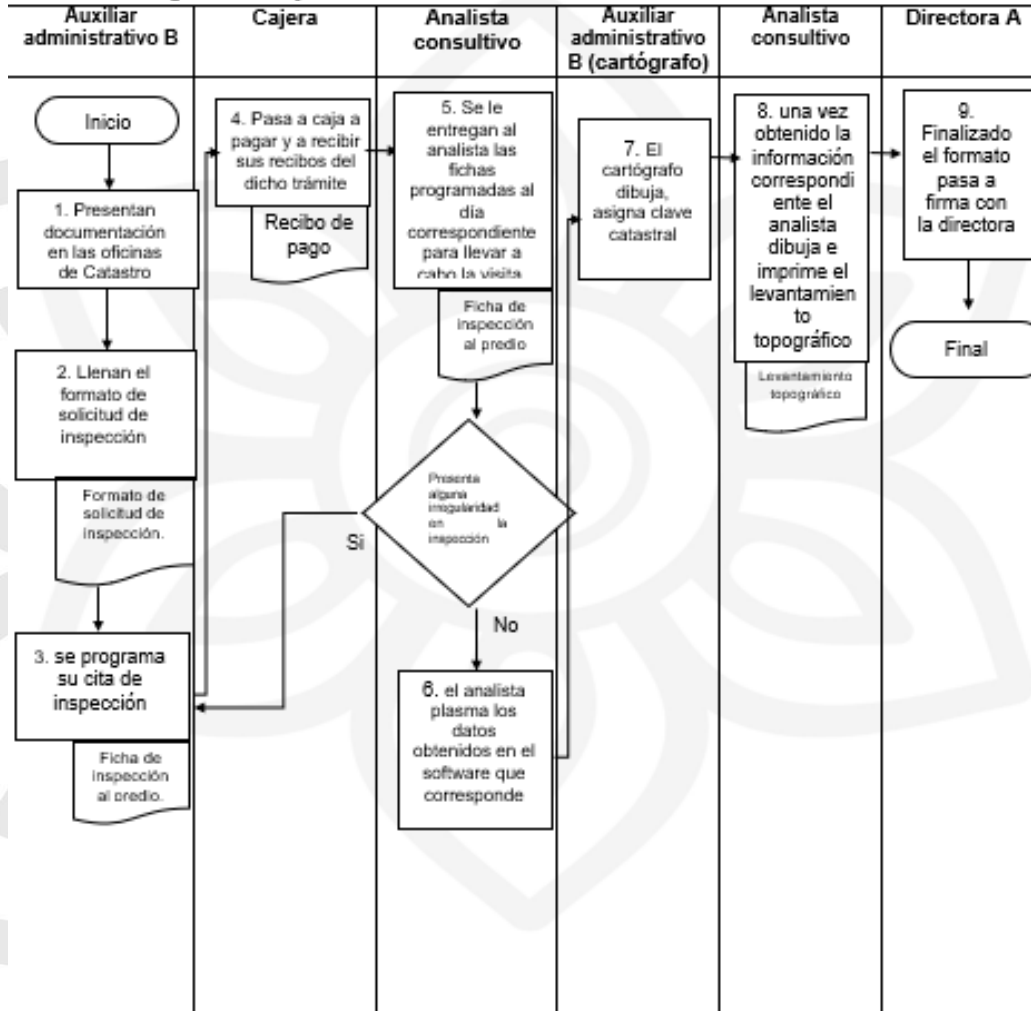 Auxiliar
administrativo B
Cajera
Analista
consultivo
Auxiliar
administrativo
B (cartógrafo)
Analista
consultivo
Directora A
Inicio
1. Presentan
documentación
en las oficinas
de Catastro
2. Llenan el
formato de
solicitud de
inspección
Formato de
solicitud de
inspección.
3. se programa
su cita de
inspección
Ficha de
inspección
al predio.
4. Pasa a caja a
pagar y a recibir
sus recibos del
dicho trámite
Recibo de
pago
5. Se le
entregan al
analista las
fichas
programadas al
día
correspondiente
para llevar a
cabo la visita
Ficha de
inspección
al predio
Presenta
alguna
irregularidad
en la
inspección
Si
No
6. el analista
plasma los
datos
obtenidos en el
software que
corresponde
7. El
cartógrafo
dibuja,
asigna clave
catastral
8. una vez
obtenido la
información
correspondi
ente el
analista
dibuja e
imprime el
levantamien
to
topográfico
Levantamiento
topográfico
9.
Finalizado
el formato
pasa a
firma con
la directora
Final